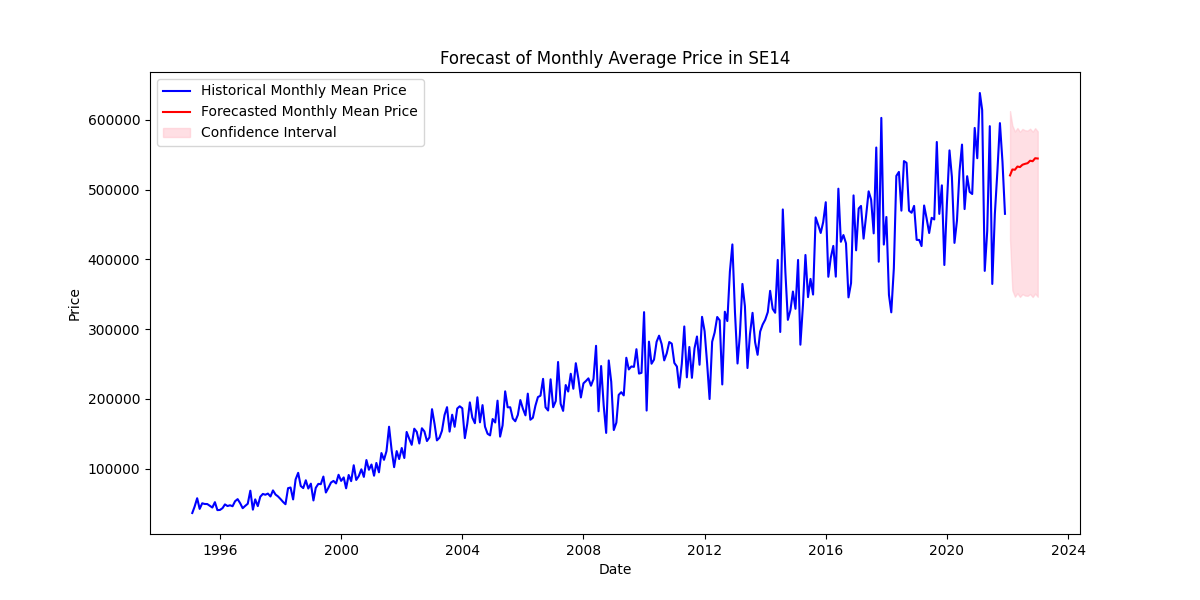 Forecast of Monthly Average Price in SE14
Historical Monthly Mean Price
Forecasted Monthly Mean Price
Confidence Interval
600000
500000
400000
300000
200000
100000
Price
1996 2000 2004 2008 2012 2016 2020 2024
Date